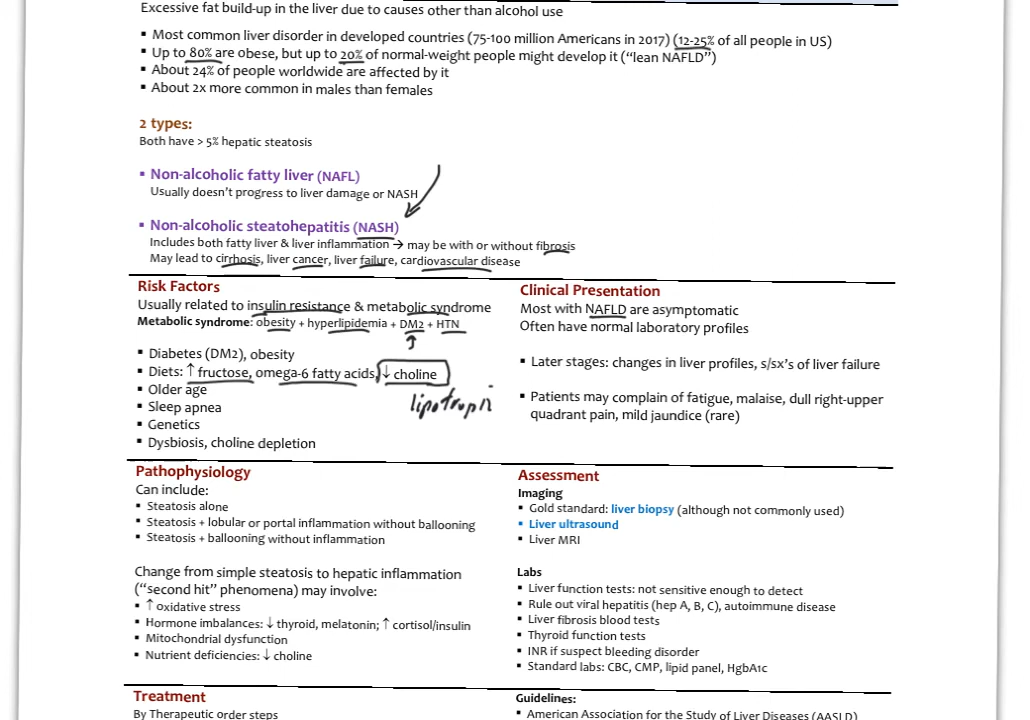 Excessive fat build-up in the liver due to causes other than alcohol use
▪ Most common liver disorder in developed countries (75-100 million Americans in 2017) (12-25% of all people in US)
▪ Up to 80% are obese, but up to 20% of normal-weight people might develop it ("lean NAFLD")
▪ About 24% of people worldwide are affected by it
▪ About 2x more common in males than females
2 types:
Both have > 5% hepatic steatosis
▪ Non-alcoholic fatty liver (NAFL)
Usually doesn't progress to liver damage or NASH
▪ Non-alcoholic steatohepatitis (NASH)
Includes both fatty liver & liver inflammation → may be with or without fibrosis
May lead to cirrhosis, liver cancer, liver failure, cardiovascular disease
Risk Factors
Usually related to insulin resistance & metabolic syndrome
Metabolic syndrome: obesity + hyperlipidemia + DM2 + HTN
▪ Diabetes (DM2), obesity
▪ Diets: ↑ fructose, omega-6 fatty acids, ↓ choline
▪ Older age
▪ Sleep apnea
▪ Genetics
▪ Dysbiosis, choline depletion
lipotropi
Clinical Presentation
Most with NAFLD are asymptomatic
Often have normal laboratory profiles
▪ Later stages: changes in liver profiles, s/sx's of liver failure
▪ Patients may complain of fatigue, malaise, dull right-upper
quadrant pain, mild jaundice (rare)
Pathophysiology
Can include:
▪ Steatosis alone
▪ Steatosis + lobular or portal inflammation without ballooning
▪ Steatosis + ballooning without inflammation
Change from simple steatosis to hepatic inflammation
("second hit" phenomena) may involve:
▪ ↑ oxidative stress
▪ Hormone imbalances: ↓ thyroid, melatonin; ↑ cortisol/insulin
▪ Mitochondrial dysfunction
▪ Nutrient deficiencies: ↓ choline
Assessment
Imaging
▪ Gold standard: liver biopsy (although not commonly used)
▪ Liver ultrasound
▪ Liver MRI
Labs
▪ Liver function tests: not sensitive enough to detect
▪ Rule out viral hepatitis (hep A, B, C), autoimmune disease
▪ Liver fibrosis blood tests
▪ Thyroid function tests
▪ INR if suspect bleeding disorder
▪ Standard labs: CBC, CMP, lipid panel, HgbA1c
Treatment
By Therapeutic order steps
Guidelines:
▪ American Association for the Study of Liver Diseases (AASLD)